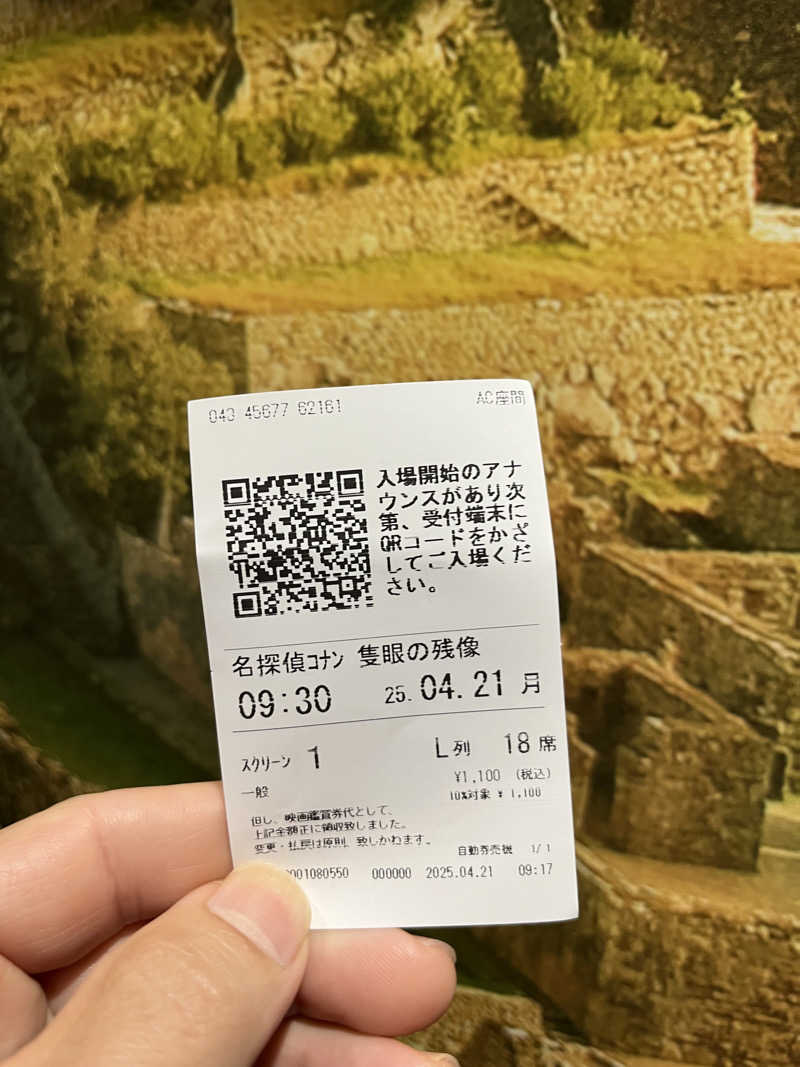 043 45677 62161
AC座間
入場開始のアナ
ウンスがあり次
第、受付端末に
QRコードをかざ
してご入場くだ
さい。
名探偵コナン 隻眼の残像
09:30 25.04.21 月
スクリーン 1 L列 18席
¥1,100 (税込)
一般 10%対象 ¥ 1,100
但し、映画鑑賞券代として、
上記金額正に領収致しました。
変更・払戻は原則、致しかねます。
自動券売機 1/1
0001080550 000000 2025.04.21 09:17